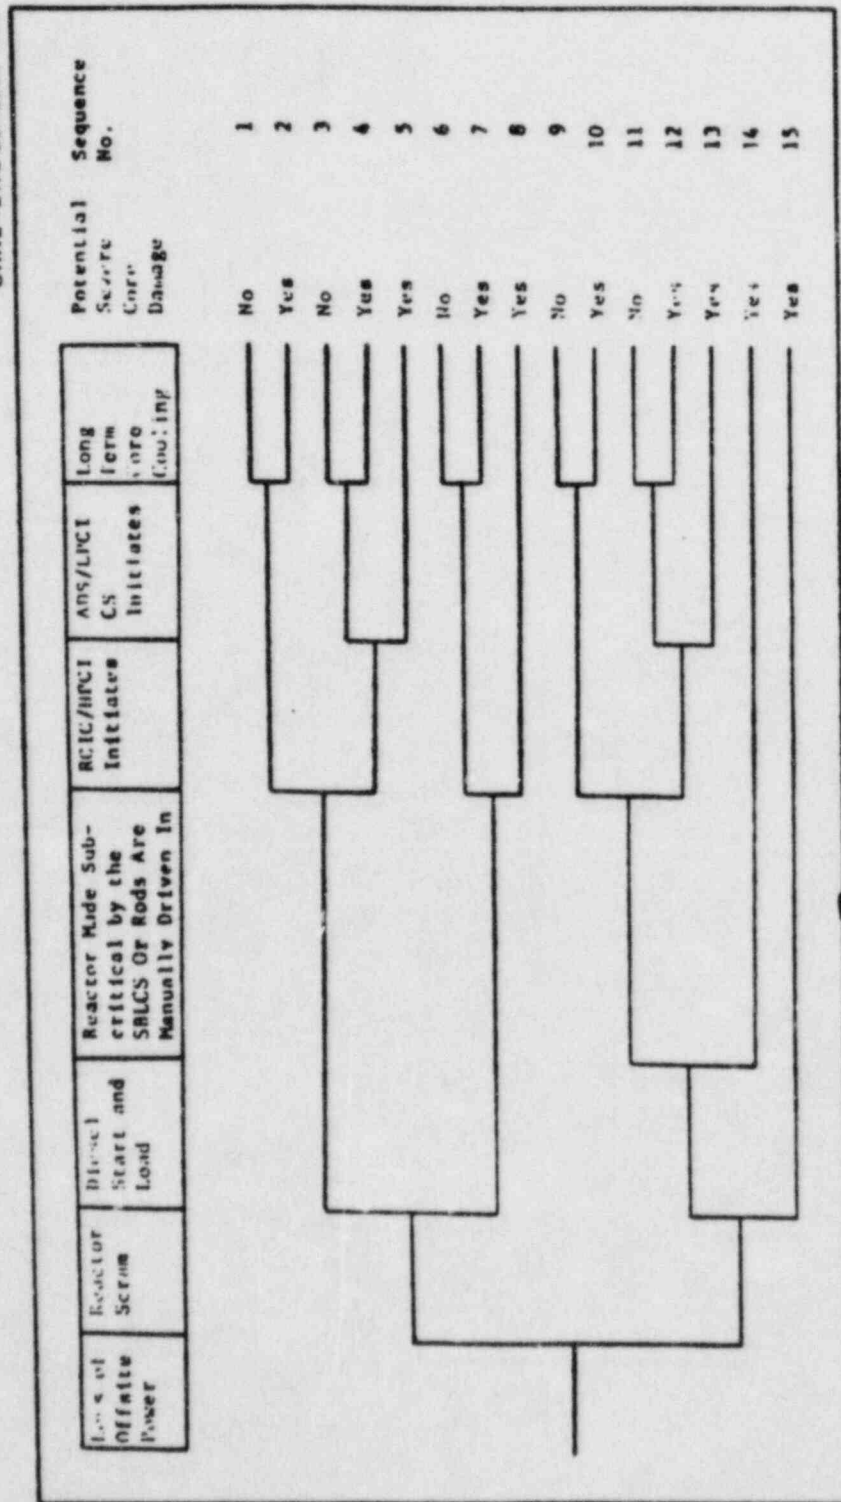 Loss of
Offsite
Power
Reactor
Scram
Diesel
Start and
Load
Reactor Made Sub-
critical by the
SBLCS Or Rods Are
Manually Driven In
RCIC/HPCI
Initiates
ADS/LPCI
CS
Initiates
Long
Term
Core
Cooling
Potential
Severe
Core
Damage
Sequence
No.
No 1
Yes 2
No 3
Yes 4
Yes 5
No 6
Yes 7
Yes 8
No 9
Yes 10
No 11
Yes 12
Yes 13
Yes 14
Yes 15